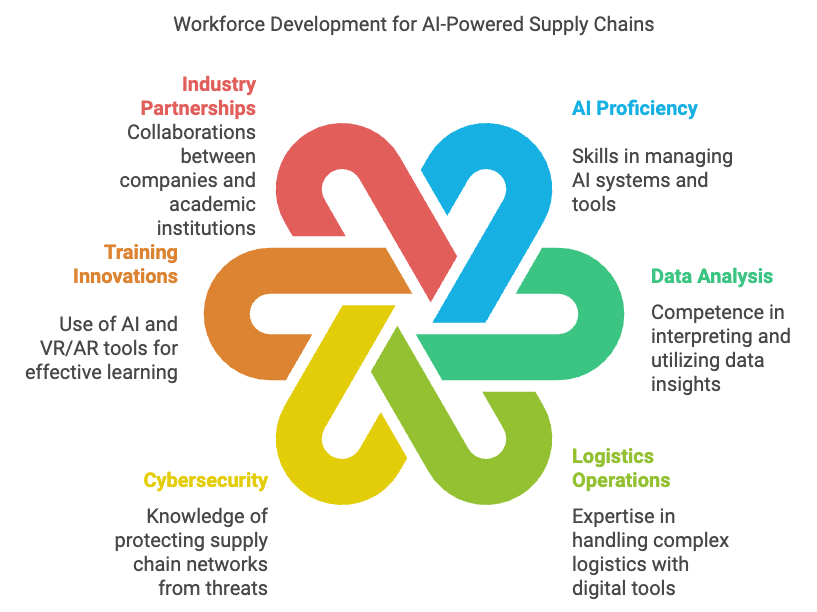 Workforce Development for AI-Powered Supply Chains
Industry
Partnerships
Collaborations
between
companies and
academic
institutions
AI Proficiency
Skills in managing
AI systems and
tools
Training
Innovations
Use of AI and
VR/AR tools for
effective learning
Data Analysis
Competence in
interpreting and
utilizing data
insights
Cybersecurity
Knowledge of
protecting supply
chain networks
from threats
Logistics
Operations
Expertise in
handling complex
logistics with
digital tools